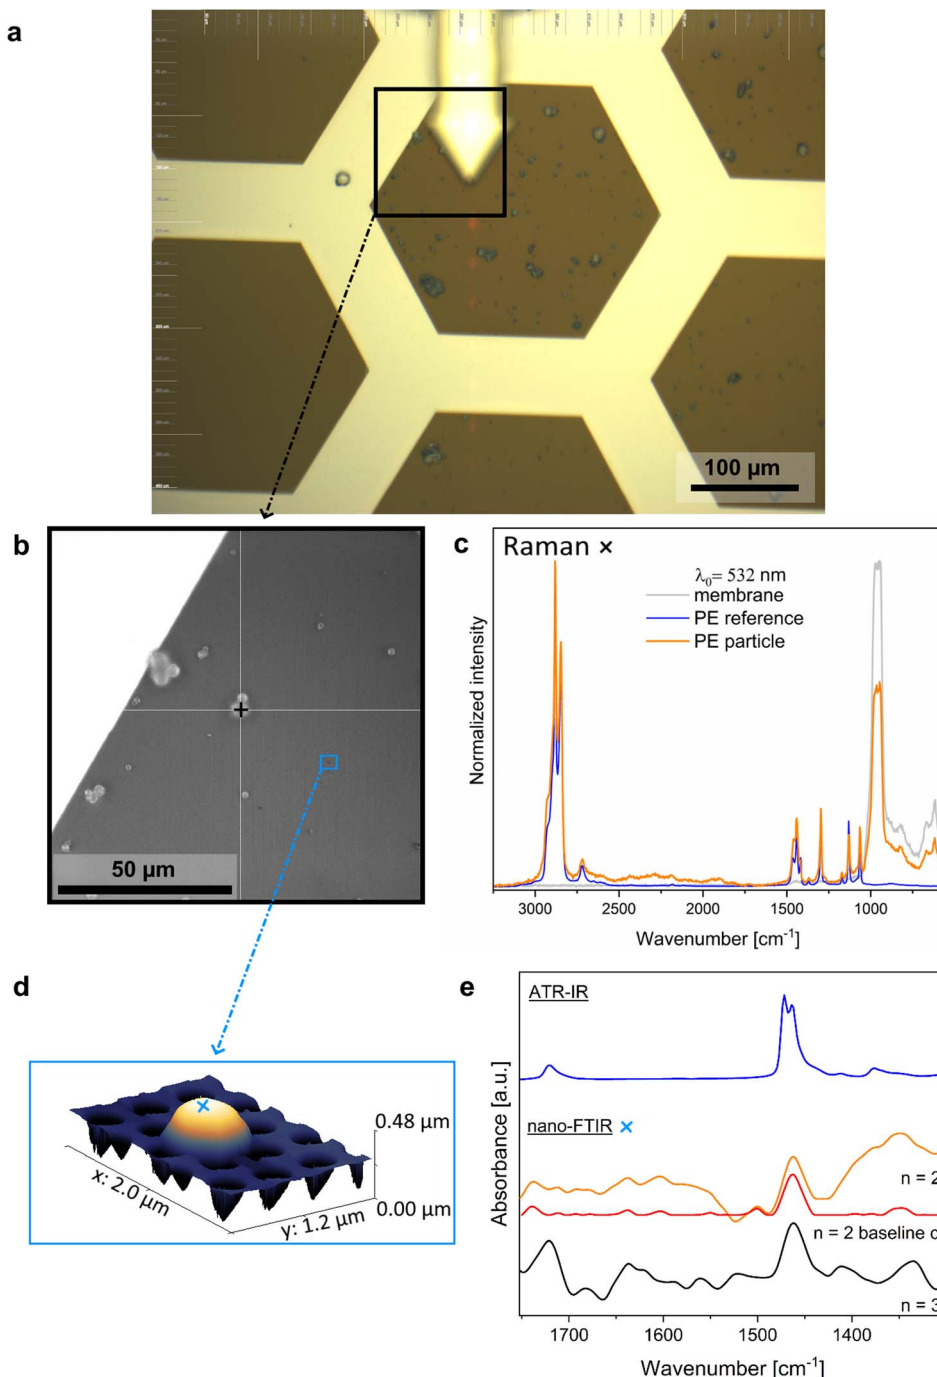 a
100 µm
b
50 µm
c
Raman ×
λ₀= 532 nm
membrane
PE reference
PE particle
Normalized intensity
3000 2500 2000 1500 1000
Wavenumber [cm⁻¹]
d
0.48 µm
0.00 µm
x: 2.0 µm
y: 1.2 µm
e
ATR-IR
nano-FTIR ×
n = 2
n = 2 baseline c
n = 3
Absorbance [a.u.]
1700 1600 1500 1400
Wavenumber [cm⁻¹]